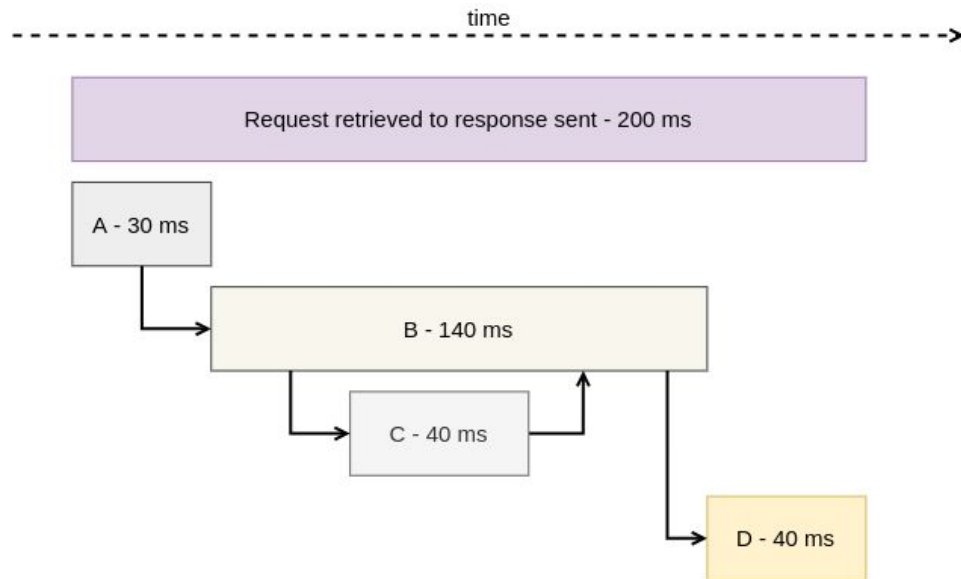 time
Request retrieved to response sent - 200 ms
A - 30 ms
B - 140 ms
C - 40 ms
D - 40 ms